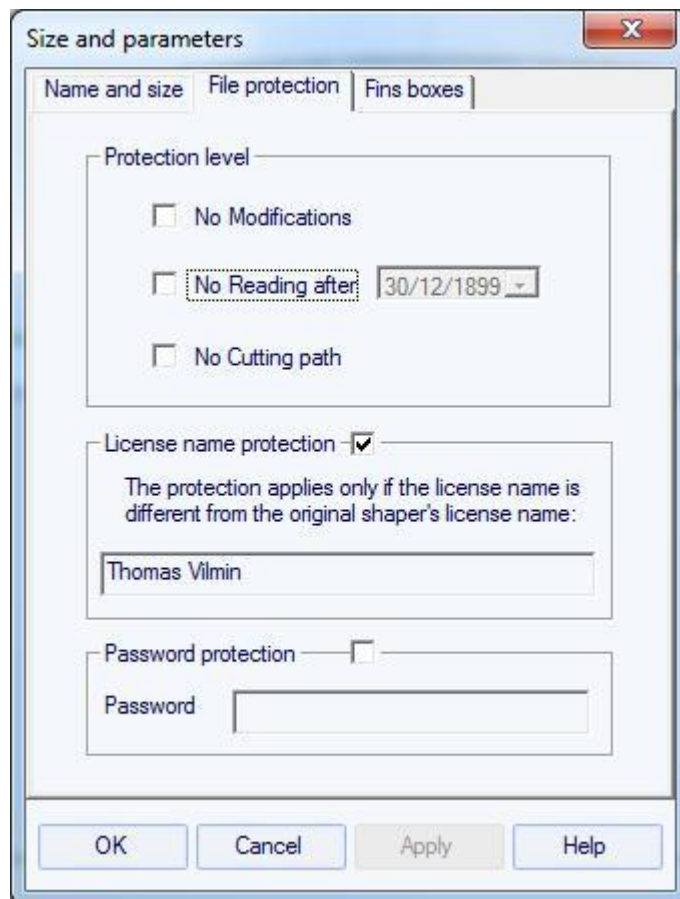 Size and parameters
Name and size File protection Fins boxes
Protection level
No Modifications
No Reading after 30/12/1899
No Cutting path
License name protection
The protection applies only if the license name is
different from the original shaper's license name:
Thomas Vilmin
Password protection
Password
OK Cancel Apply Help